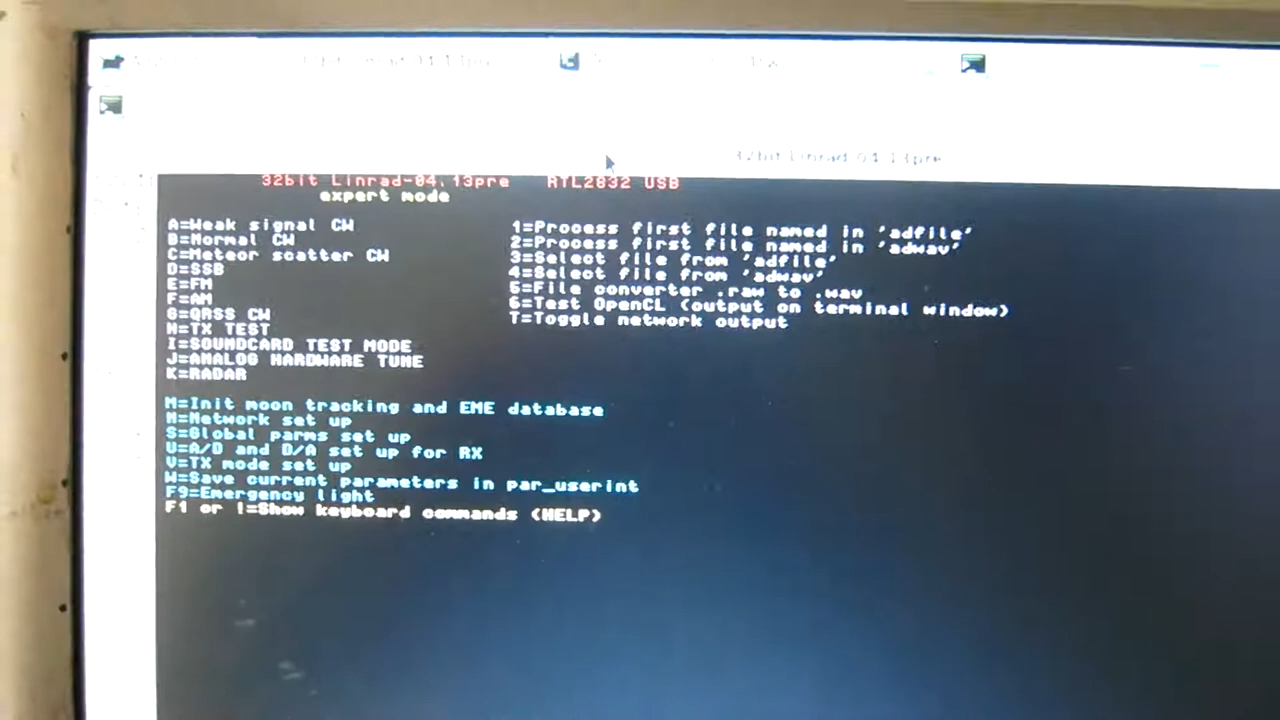 32bit Linrad-04.13pre
32bit Linrad-04.13pre RTL2832 USB
expert mode
A=Weak signal CW
B=Normal CW
C=Meteor scatter CW
D=SSB
E=FM
F=AM
G=QRSS CW
H=TX TEST
I=SOUNDCARD TEST MODE
J=ANALOG HARDWARE TUNE
K=RADAR
1=Process first file named in 'adfile'
2=Process first file named in 'adwav'
3=Select file from 'adfile'
4=Select file from 'adwav'
5=File converter .raw to .wav
6=Test OpenCL (output on terminal window)
T=Toggle network output
M=Init moon tracking and EME database
N=Network set up
S=Global parms set up
U=A/D and D/A set up for RX
V=TX mode set up
W=Save current parameters in par_userint
F9=Emergency light
F1 or !=Show keyboard commands (HELP)